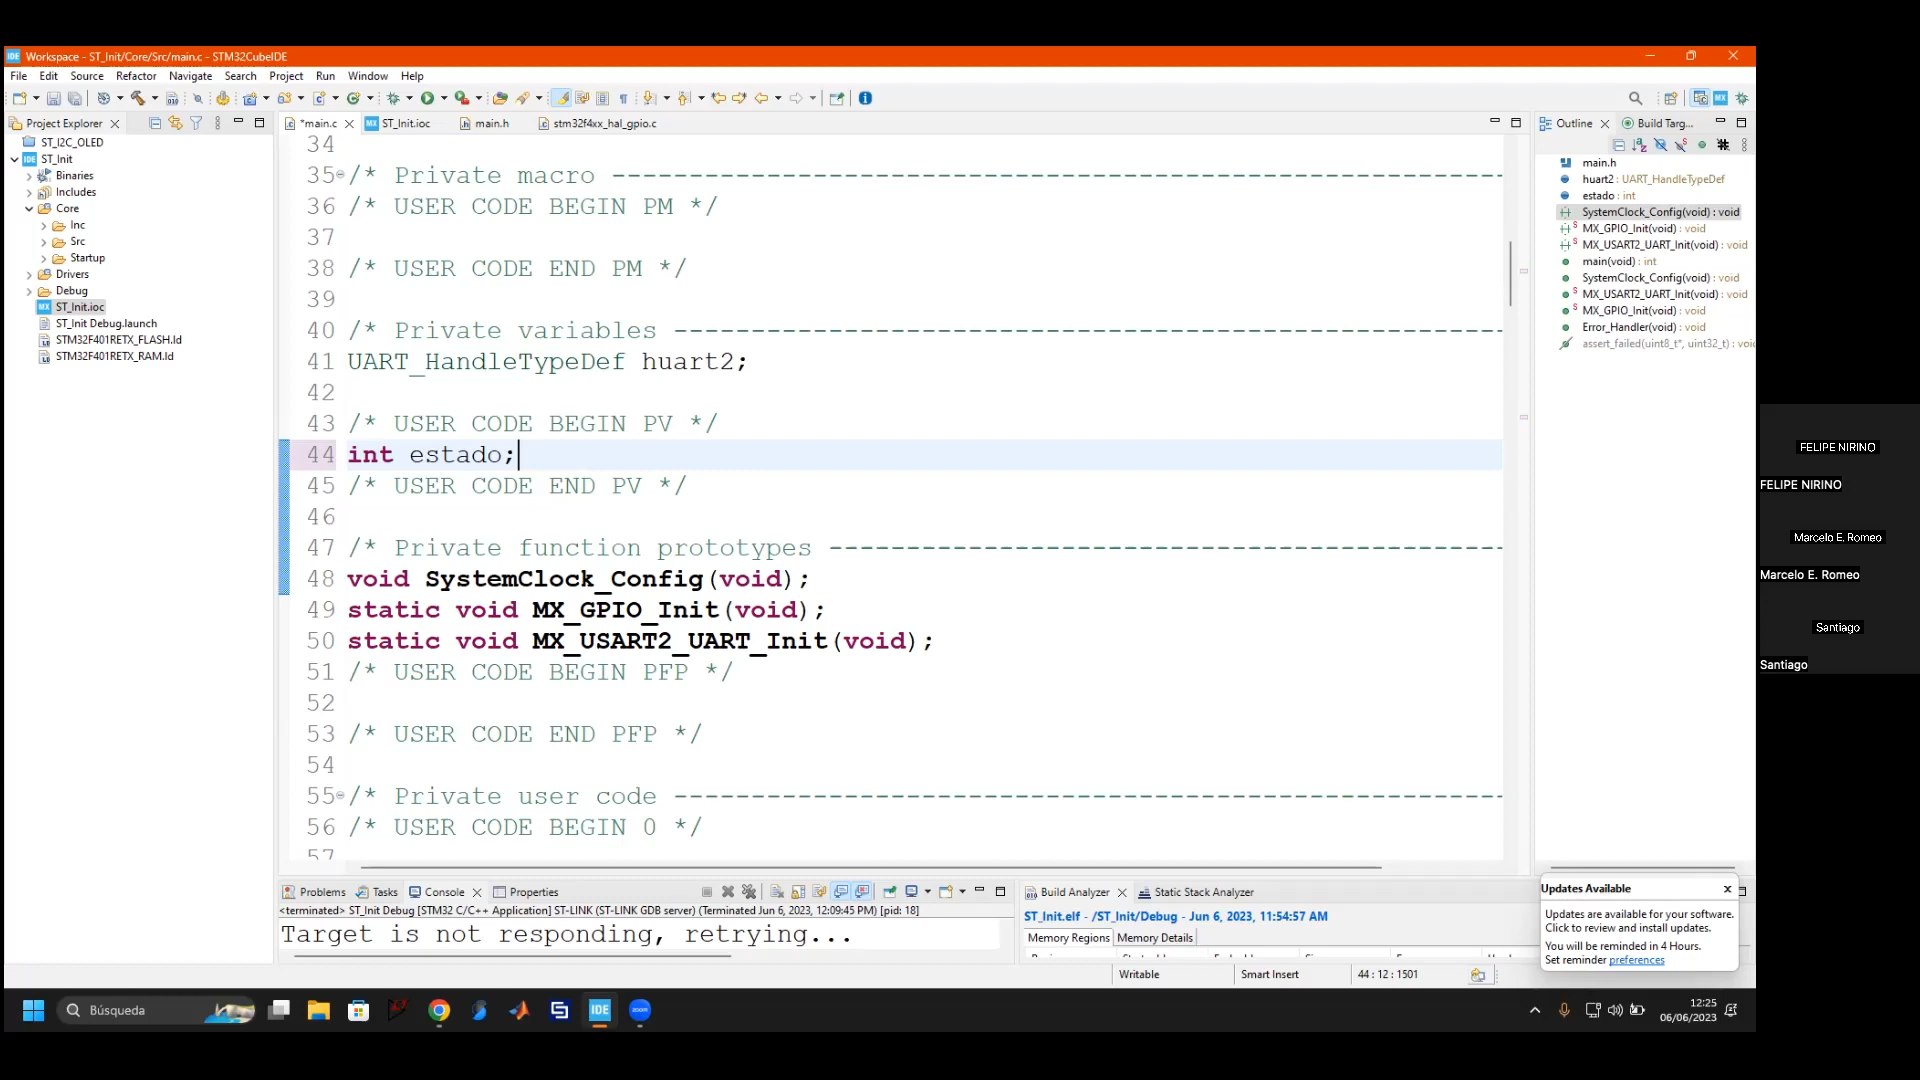 Workspace - ST_Init/Core/Src/main.c - STM32CubeIDE
File Edit Source Refactor Navigate Search Project Run Window Help
Project Explorer
*main.c
ST_Init.ioc
main.h
stm32f4xx_hal_gpio.c
Outline
Build Targ...
ST_I2C_OLED
ST_Init
Binaries
Includes
Core
Inc
Src
Startup
Drivers
Debug
ST_Init.ioc
ST_Init Debug.launch
STM32F401RETX_FLASH.ld
STM32F401RETX_RAM.ld
34
35 /* Private macro ------------------------------------------------------------
36 /* USER CODE BEGIN PM */
37
38 /* USER CODE END PM */
39
40 /* Private variables --------------------------------------------------------
41 UART_HandleTypeDef huart2;
42
43 /* USER CODE BEGIN PV */
44 int estado;
45 /* USER CODE END PV */
46
47 /* Private function prototypes ----------------------------------------------
48 void SystemClock_Config(void);
49 static void MX_GPIO_Init(void);
50 static void MX_USART2_UART_Init(void);
51 /* USER CODE BEGIN PFP */
52
53 /* USER CODE END PFP */
54
55 /* Private user code --------------------------------------------------------
56 /* USER CODE BEGIN 0 */
57
main.h
huart2 : UART_HandleTypeDef
estado : int
SystemClock_Config(void) : void
MX_GPIO_Init(void) : void
MX_USART2_UART_Init(void) : void
main(void) : int
SystemClock_Config(void) : void
MX_USART2_UART_Init(void) : void
MX_GPIO_Init(void) : void
Error_Handler(void) : void
assert_failed(uint8_t*, uint32_t) : voic
FELIPE NIRINO
FELIPE NIRINO
Marcelo E. Romeo
Marcelo E. Romeo
Santiago
Santiago
Problems Tasks Console Properties
<terminated> ST_Init Debug [STM32 C/C++ Application] ST-LINK (ST-LINK GDB server) (Terminated Jun 6, 2023, 12:09:45 PM) [pid: 18]
Target is not responding, retrying...
Build Analyzer
Static Stack Analyzer
ST_Init.elf - /ST_Init/Debug - Jun 6, 2023, 11:54:57 AM
Memory Regions Memory Details
Updates Available
Updates are available for your software.
Click to review and install updates.
You will be reminded in 4 Hours.
Set reminder preferences
Writable
Smart Insert
44 : 12 : 1501
Búsqueda
IDE
zoom
12:25
06/06/2023